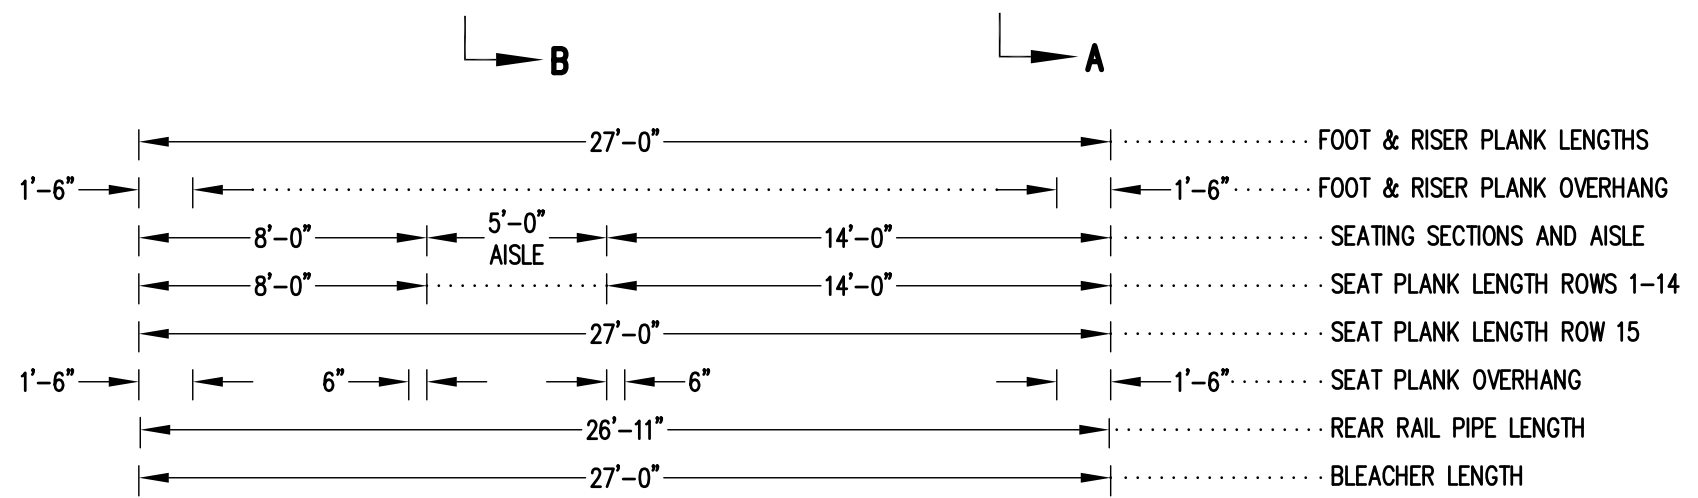 B A
27'-0" FOOT & RISER PLANK LENGTHS
1'-6" 1'-6" FOOT & RISER PLANK OVERHANG
8'-0" 5'-0" 14'-0" SEATING SECTIONS AND AISLE
AISLE
8'-0" 14'-0" SEAT PLANK LENGTH ROWS 1-14
27'-0" SEAT PLANK LENGTH ROW 15
1'-6" 6" 6" 1'-6" SEAT PLANK OVERHANG
26'-11" REAR RAIL PIPE LENGTH
27'-0" BLEACHER LENGTH